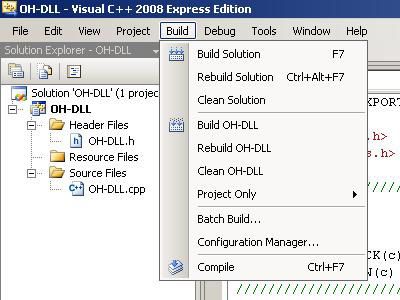 OH-DLL - Visual C++ 2008 Express Edition
File Edit View Project Build Debug Tools Window Help
Solution Explorer - OH-DLL
Build Solution F7
Rebuild Solution Ctrl+Alt+F7
Clean Solution
Build OH-DLL
Rebuild OH-DLL
Clean OH-DLL
Project Only
Batch Build...
Configuration Manager...
Compile Ctrl+F7
Solution 'OH-DLL' (1 projec
OH-DLL
Header Files
OH-DLL.h
Resource Files
Source Files
OH-DLL.cpp
EXPORT
.h>
s.h>
/////
CK(c)
N(c)